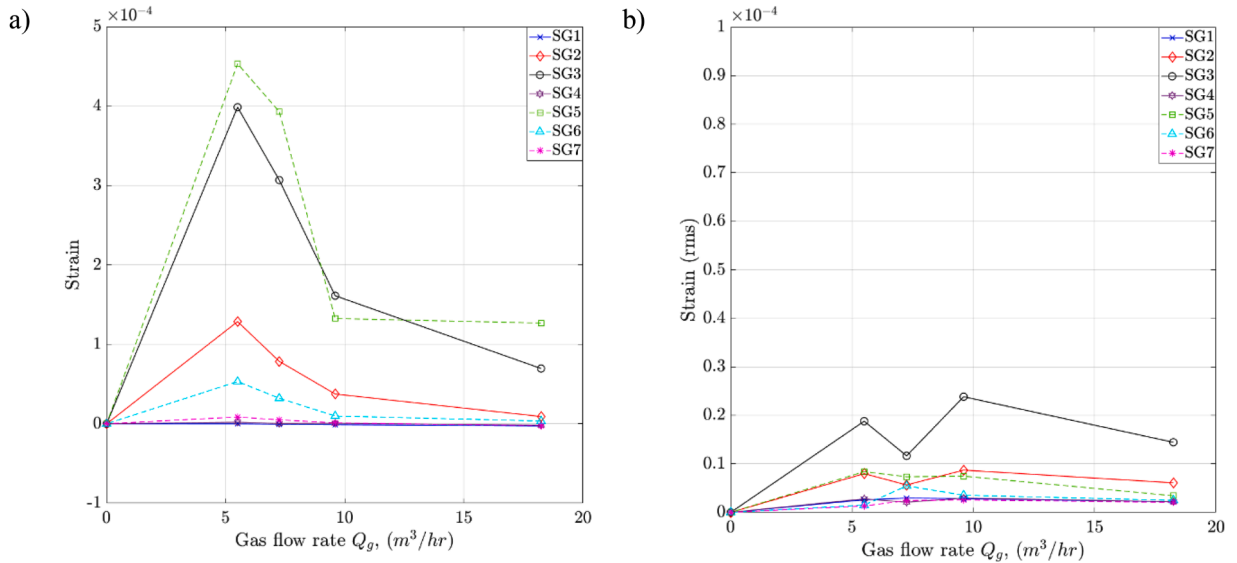 a)
×10⁻⁴
5
4
3
2
1
0
-1
Strain
0 5 10 15 20
Gas flow rate Q_g, (m³/hr)
SG1
SG2
SG3
SG4
SG5
SG6
SG7
b)
×10⁻⁴
1
0.9
0.8
0.7
0.6
0.5
0.4
0.3
0.2
0.1
0
Strain (rms)
0 5 10 15 20
Gas flow rate Q_g, (m³/hr)
SG1
SG2
SG3
SG4
SG5
SG6
SG7